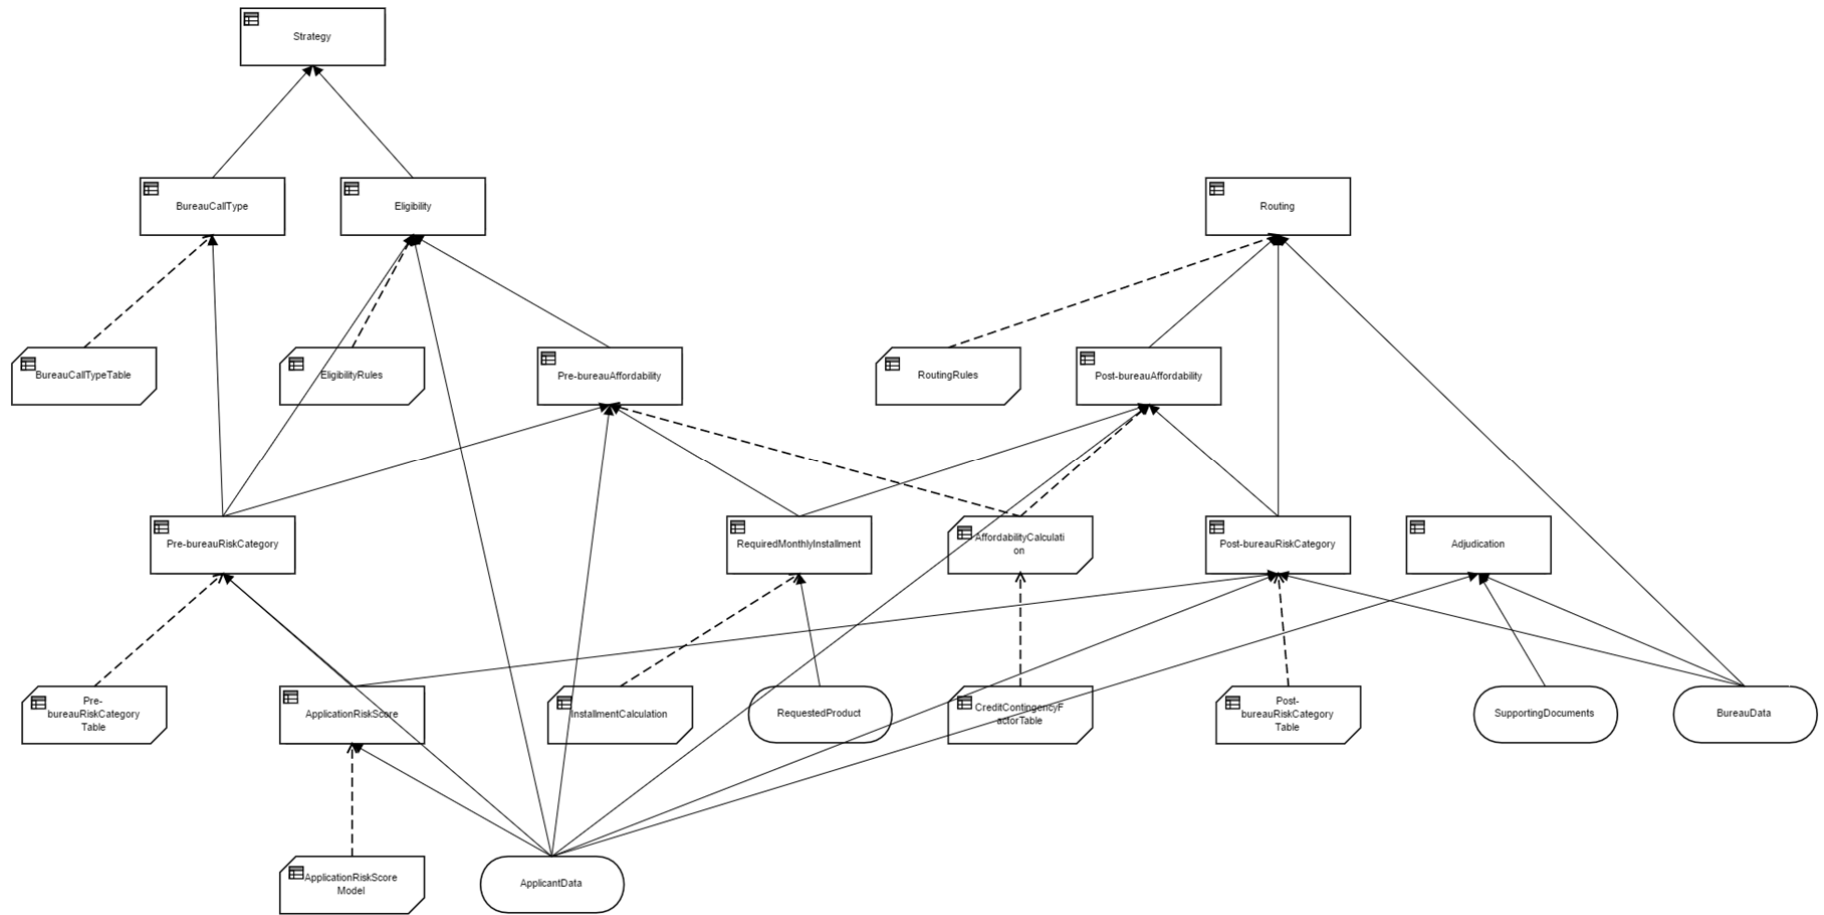 Strategy
BureauCallType
Eligibility
Routing
BureauCallTypeTable
EligibilityRules
Pre-bureauAffordability
RoutingRules
Post-bureauAffordability
Pre-bureauRiskCategory
RequiredMonthlyInstallment
AffordabilityCalculati
on
Post-bureauRiskCategory
Adjudication
Pre-
bureauRiskCategory
Table
ApplicationRiskScore
InstallmentCalculation
RequestedProduct
CreditContingencyF
actorTable
Post-
bureauRiskCategory
Table
SupportingDocuments
BureauData
ApplicationRiskScore
Model
ApplicantData